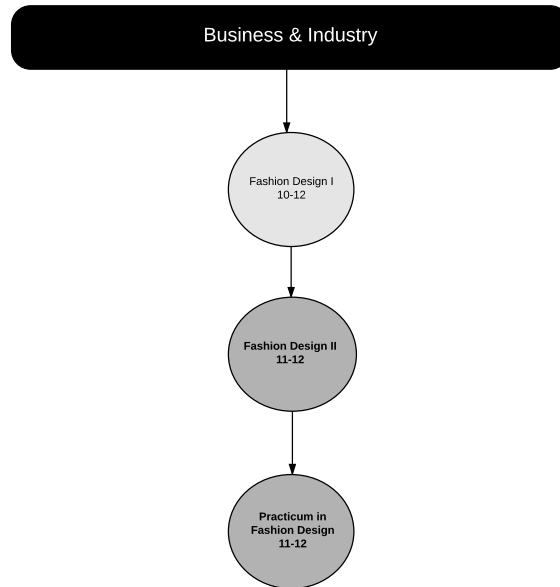 Business & Industry
Fashion Design I
10-12
Fashion Design II
11-12
Practicum in
Fashion Design
11-12